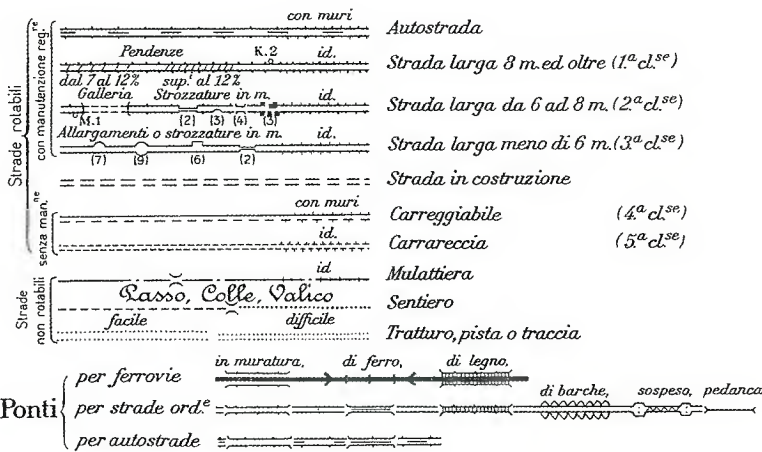 Strade rotabili
con manutenzione reg.re
con muri
Autostrada
Pendenze K.2 id.
Strada larga 8 m. ed oltre (1.a cl.se)
dal 7 al 12% sup.i al 12%
Galleria Strozzature in m.
M.1 (2) (3) (4) (3) id.
Strada larga da 6 ad 8 m. (2.a cl.se)
Allargamenti o strozzature in m. id.
(7) (9) (6) (2)
Strada larga meno di 6 m. (3.a cl.se)
Strada in costruzione
senza man.ne
con muri
Carreggiabile (4.a cl.se)
id.
Carrareccia (5.a cl.se)
Strade non rotabili
id
Mulattiera
Passo, Colle, Valico
Sentiero
facile difficile
Tratturo, pista o traccia
Ponti
in muratura, di ferro, di legno,
per ferrovie
di barche, sospeso, pedanca
per strade ord.e
per autostrade